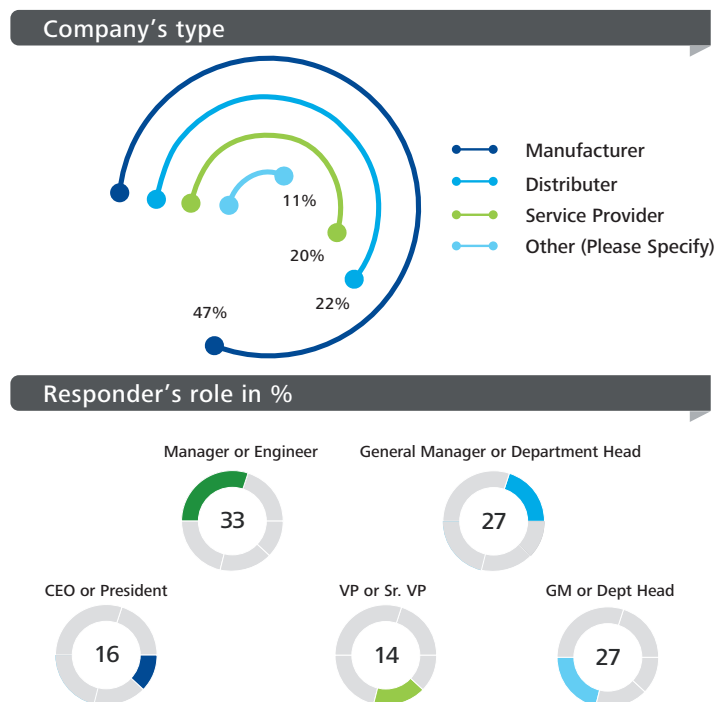 Company’s type
Manufacturer
Distributer
Service Provider
Other (Please Specify)
11%
20%
22%
47%
Responder’s role in %
Manager or Engineer
General Manager or Department Head
33
27
CEO or President
VP or Sr. VP
GM or Dept Head
16
14
27